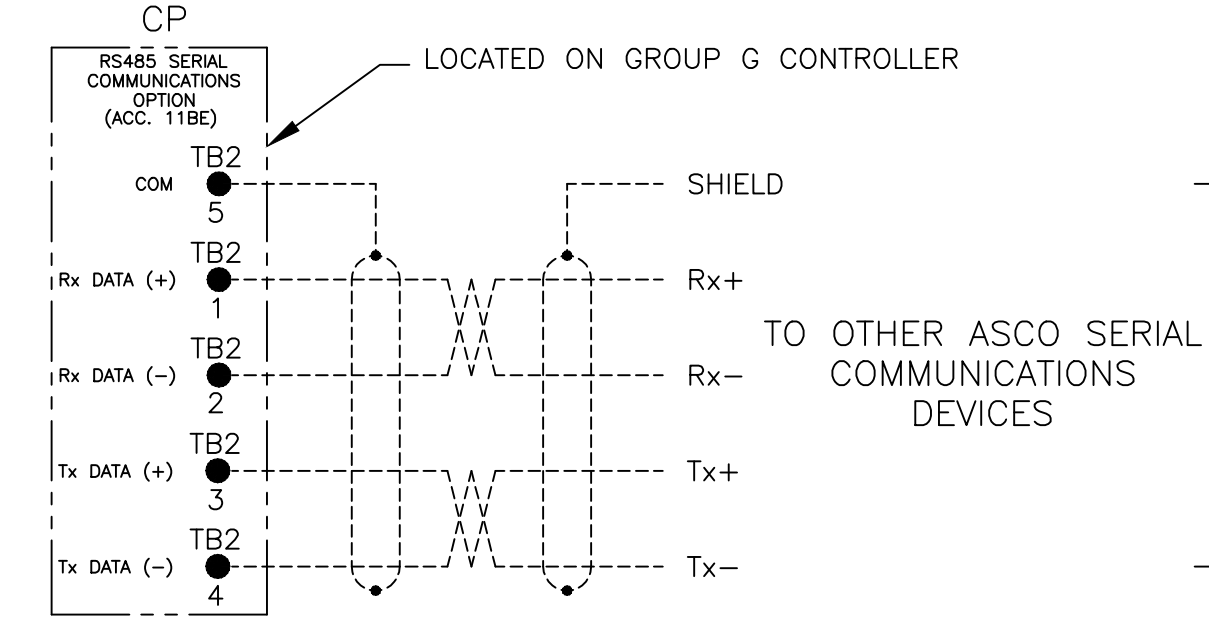 CP
RS485 SERIAL
COMMUNICATIONS
OPTION
(ACC. 11BE)
LOCATED ON GROUP G CONTROLLER
TB2
COM
5
SHIELD
TB2
Rx DATA (+)
1
Rx+
TB2
Rx DATA (-)
2
Rx-
TO OTHER ASCO SERIAL
COMMUNICATIONS
DEVICES
TB2
Tx DATA (+)
3
Tx+
TB2
Tx DATA (-)
4
Tx-